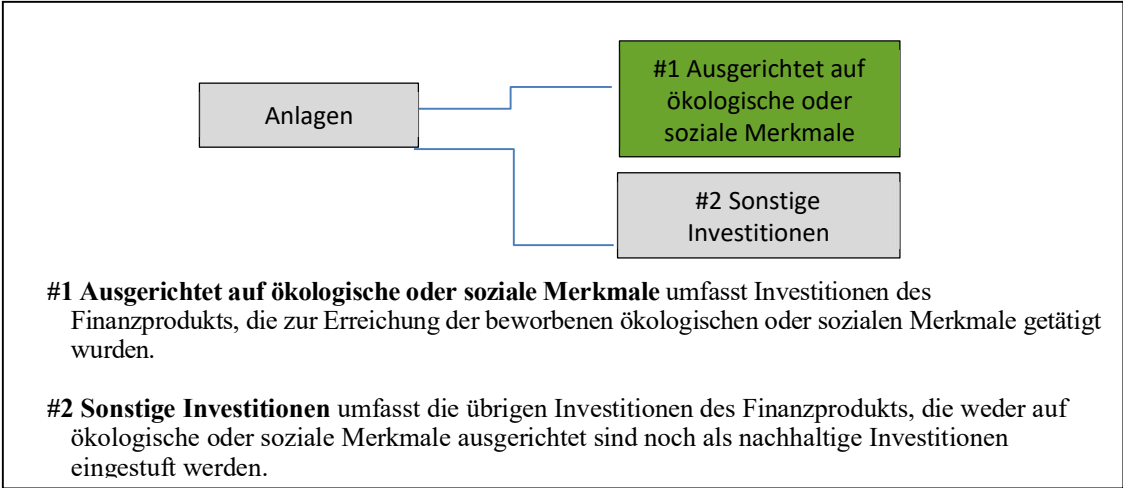 Anlagen
#1 Ausgerichtet auf
ökologische oder
soziale Merkmale
#2 Sonstige
Investitionen
#1 Ausgerichtet auf ökologische oder soziale Merkmale umfasst Investitionen des
Finanzprodukts, die zur Erreichung der beworbenen ökologischen oder sozialen Merkmale getätigt
wurden.
#2 Sonstige Investitionen umfasst die übrigen Investitionen des Finanzprodukts, die weder auf
ökologische oder soziale Merkmale ausgerichtet sind noch als nachhaltige Investitionen
eingestuft werden.